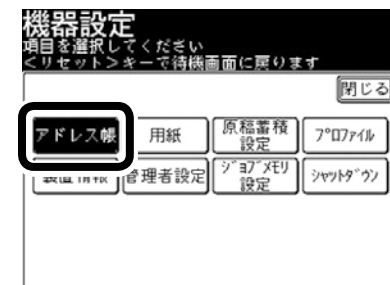 機器設定
項目を選択してください
<リセット>キーで待機画面に戻ります
閉じる
アドレス帳
用紙
原稿蓄積
設定
プロファイル
装置情報
管理者設定
ジョブメモリ
設定
シャットダウン